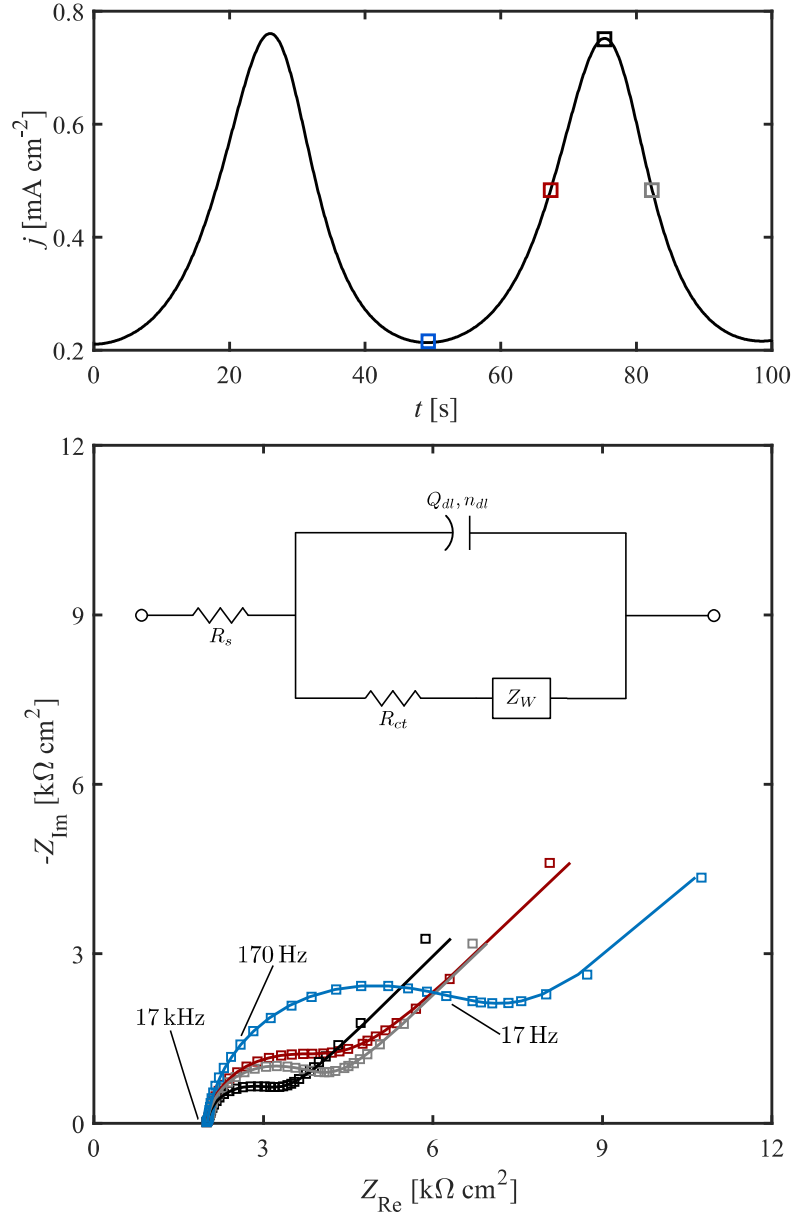 0.8
0.6
0.4
0.2
j [mA cm-2]
0 20 40 60 80 100
t [s]
12
9
6
3
0
-ZIm [kΩ cm2]
Qdl, ndl
Rs
Rct
ZW
170 Hz
17 kHz
17 Hz
0 3 6 9 12
ZRe [kΩ cm2]